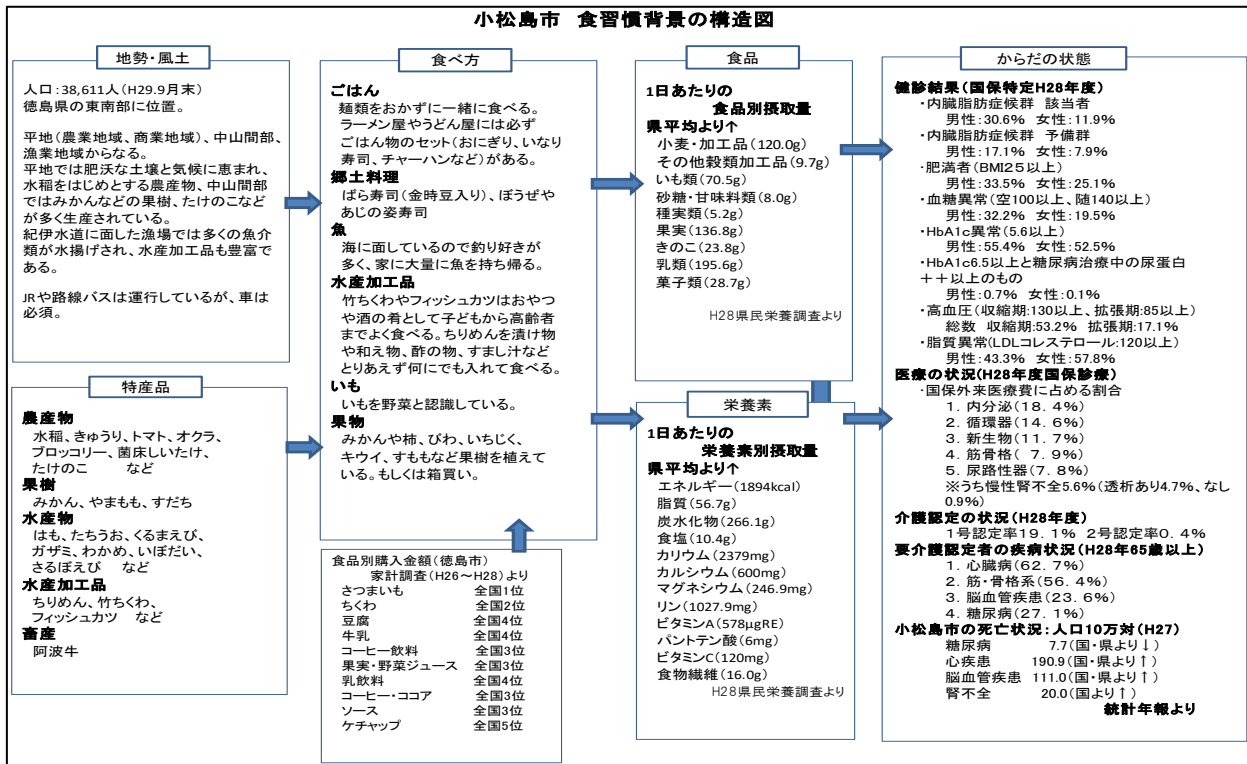 小松島市 食習慣背景の構造図
地勢・風土
人口：38,611人（H29.9月末）
徳島県の東南部に位置。
平地（農業地域、商業地域）、中山間部、
漁業地域からなる。
平地では肥沃な土壌と気候に恵まれ、
水稲をはじめとする農産物、中山間部
ではみかんなどの果樹、たけのこなど
が多く生産されている。
紀伊水道に面した漁場では多くの魚介
類が水揚げされ、水産加工品も豊富で
ある。
JRや路線バスは運行しているが、車は
必須。
特産品
農産物
水稲、きゅうり、トマト、オクラ、
ブロッコリー、菌床しいたけ、
たけのこ など
果樹
みかん、やまもも、すだち
水産物
はも、たちうお、くるまえび、
ガザミ、わかめ、いぼだい、
さるぼえび など
水産加工品
ちりめん、竹ちくわ、
フィッシュカツ など
畜産
阿波牛
食べ方
ごはん
麺類をおかずに一緒に食べる。
ラーメン屋やうどん屋には必ず
ごはん物のセット（おにぎり、いなり
寿司、チャーハンなど）がある。
郷土料理
ばら寿司（金時豆入り）、ぼうぜや
あじの姿寿司
魚
海に面しているので釣り好きが
多く、家に大量に魚を持ち帰る。
水産加工品
竹ちくわやフィッシュカツはおやつ
や酒の肴として子どもから高齢者
までよく食べる。ちりめんを漬け物
や和え物、酢の物、すまし汁など
とりあえず何にでも入れて食べる。
いも
いもを野菜と認識している。
果物
みかんや柿、びわ、いちじく、
キウイ、すももなど果樹を植えて
いる。もしくは箱買い。
食品別購入金額（徳島市）
家計調査（H26～H28）より
さつまいも 全国1位
ちくわ 全国2位
豆腐 全国4位
牛乳 全国4位
コーヒー飲料 全国3位
果実・野菜ジュース 全国3位
乳飲料 全国4位
コーヒー・ココア 全国3位
ソース 全国3位
ケチャップ 全国5位
食品
1日あたりの
食品別摂取量
県平均より↑
小麦・加工品（120.0g）
その他穀類加工品（9.7g）
いも類（70.5g）
砂糖・甘味料類（8.0g）
種実類（5.2g）
果実（136.8g）
きのこ（23.8g）
乳類（195.6g）
菓子類（28.7g）
H28県民栄養調査より
栄養素
1日あたりの
栄養素別摂取量
県平均より↑
エネルギー（1894kcal）
脂質（56.7g）
炭水化物（266.1g）
食塩（10.4g）
カリウム（2379mg）
カルシウム（600mg）
マグネシウム（246.9mg）
リン（1027.9mg）
ビタミンA（578μgRE）
パントテン酸（6mg）
ビタミンC（120mg）
食物繊維（16.0g）
H28県民栄養調査より
からだの状態
健診結果（国保特定H28年度）
・内臓脂肪症候群 該当者
男性：30.6% 女性：11.9%
・内臓脂肪症候群 予備群
男性：17.1% 女性：7.9%
・肥満者（BMI25以上）
男性：33.5% 女性：25.1%
・血糖異常（空100以上、随140以上）
男性：32.2% 女性：19.5%
・HbA1c異常（5.6以上）
男性：55.4% 女性：52.5%
・HbA1c6.5以上と糖尿病治療中の尿蛋白
＋＋以上のもの
男性：0.7% 女性：0.1%
・高血圧（収縮期：130以上、拡張期：85以上）
総数 収縮期：53.2% 拡張期：17.1%
・脂質異常（LDLコレステロール：120以上）
男性：43.3% 女性：57.8%
医療の状況（H28年度国保診療）
・国保外来医療費に占める割合
1．内分泌（18．4%）
2．循環器（14．6%）
3．新生物（11．7%）
4．筋骨格（ 7．9%）
5．尿路性器（7．8%）
※うち慢性腎不全5.6%（透析あり4.7%、なし
0.9%）
介護認定の状況（H28年度）
1号認定率19．1% 2号認定率0．4%
要介護認定者の疾病状況（H28年65歳以上）
1．心臓病（62．7%）
2．筋・骨格系（56．4%）
3．脳血管疾患（23．6%）
4．糖尿病（27．1%）
小松島市の死亡状況：人口10万対（H27）
糖尿病 7.7（国・県より↓）
心疾患 190.9（国・県より↑）
脳血管疾患 111.0（国・県より↑）
腎不全 20.0（国より↑）
統計年報より